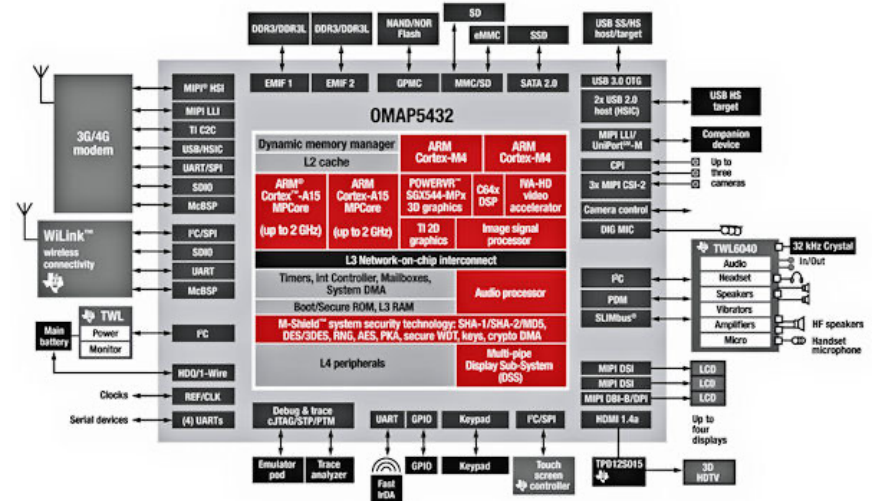 SD
DDR3/DDR3L
DDR3/DDR3L
NAND/NOR
Flash
eMMC
SSD
USB SS/HS
host/target
EMIF 1
EMIF 2
GPMC
MMC/SD
SATA 2.0
USB 3.0 OTG
3G/4G
modem
MIPI® HSI
MIPI LLI
TI C2C
USB/HSIC
UART/SPI
SDIO
McBSP
WiLink™
wireless
connectivity
I²C/SPI
SDIO
UART
McBSP
TWL
Power
Monitor
Main
battery
I²C
HDQ/1-Wire
Clocks
REF/CLK
Serial devices
(4) UARTs
OMAP5432
Dynamic memory manager
L2 cache
ARM
Cortex-M4
ARM
Cortex-M4
ARM®
Cortex™-A15
MPCore
(up to 2 GHz)
ARM
Cortex-A15
MPCore
(up to 2 GHz)
POWERVR™
SGX544-MPx
3D graphics
C64x
DSP
IVA-HD
video
accelerator
TI 2D
graphics
Image signal
processor
L3 Network-on-chip interconnect
Timers, Int Controller, Mailboxes,
System DMA
Boot/Secure ROM, L3 RAM
Audio processor
M-Shield™ system security technology: SHA-1/SHA-2/MD5,
DES/3DES, RNG, AES, PKA, secure WDT, keys, crypto DMA
L4 peripherals
Multi-pipe
Display Sub-System
(DSS)
2x USB 2.0
host (HSIC)
USB HS
target
MIPI LLI/
UniPort℠-M
Companion
device
CPI
3x MIPI CSI-2
Up to
three
cameras
Camera control
DIG MIC
TWL6040
32 kHz Crystal
Audio
In/Out
Headset
Speakers
Vibrators
Amplifiers
HF speakers
Micro
Handset
microphone
I²C
PDM
SLIMbus®
MIPI DSI
LCD
MIPI DSI
LCD
MIPI DBI-B/DPI
LCD
HDMI 1.4a
Up to
four
displays
TPD12S015
3D
HDTV
Debug & trace
cJTAG/STP/PTM
UART
GPIO
Keypad
I²C/SPI
Emulator
pod
Trace
analyzer
Fast
IrDA
GPIO
Keypad
Touch
screen
controller